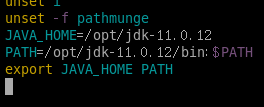 unset i
unset -f pathmunge
JAVA_HOME=/opt/jdk-11.0.12
PATH=/opt/jdk-11.0.12/bin:$PATH
export JAVA_HOME PATH